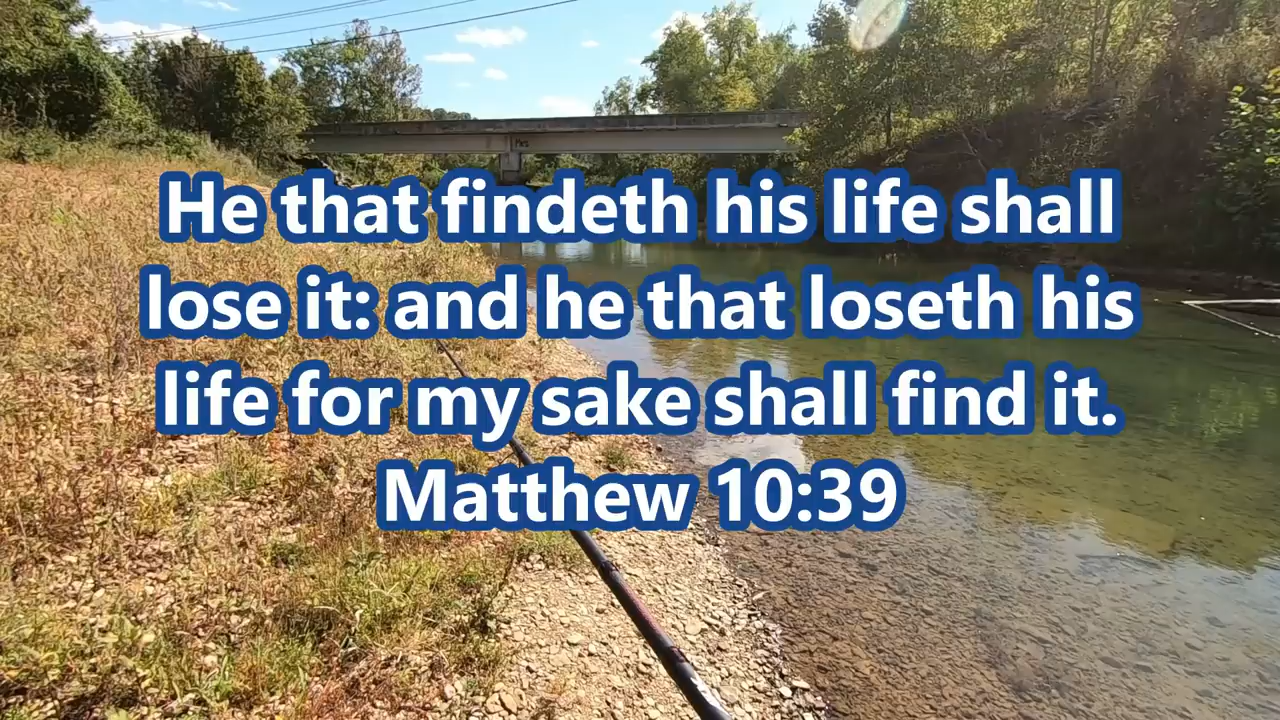 He that findeth his life shall
lose it: and he that loseth his
life for my sake shall find it.
Matthew 10:39